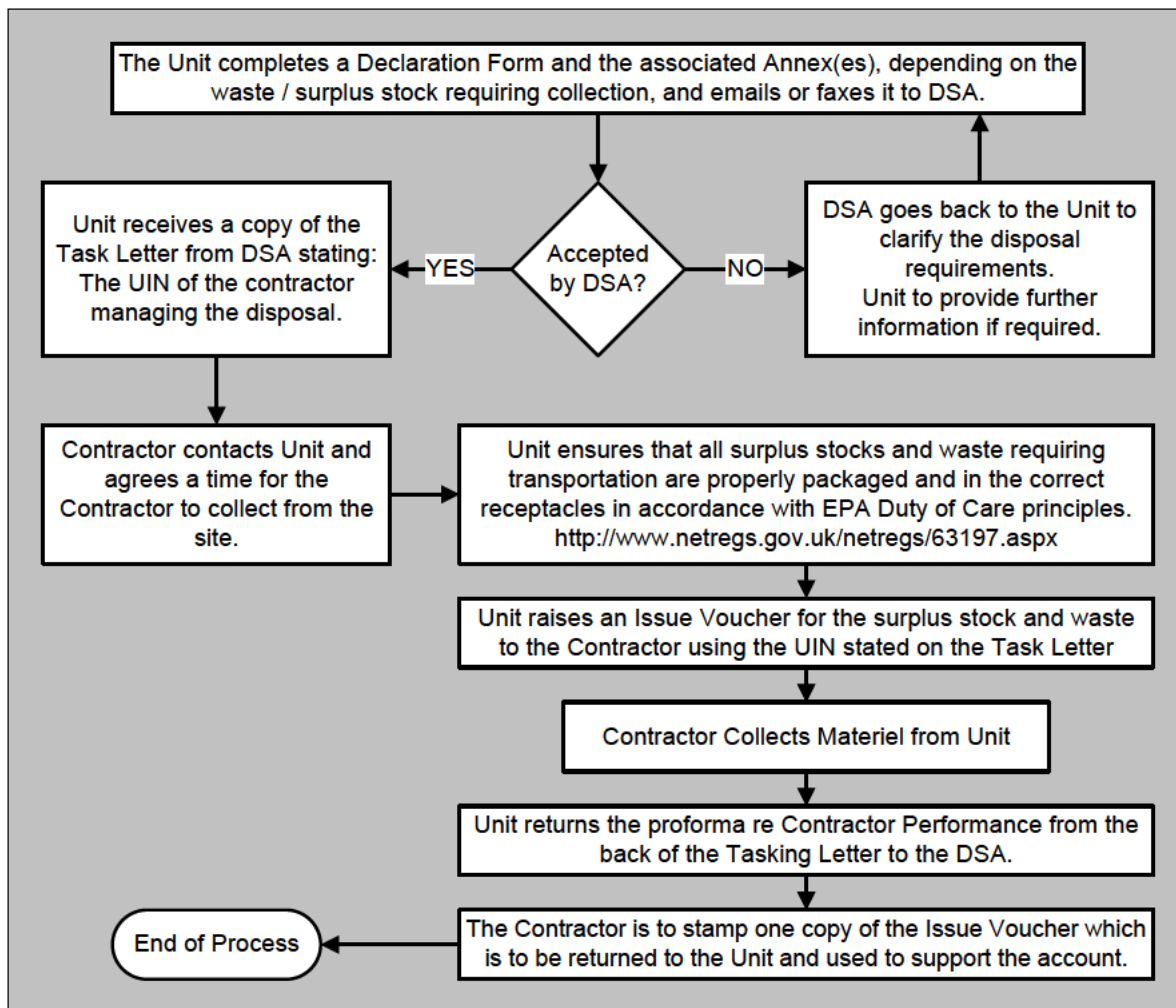 The Unit completes a Declaration Form and the associated Annex(es), depending on the
waste / surplus stock requiring collection, and emails or faxes it to DSA.
Unit receives a copy of the
Task Letter from DSA stating:
The UIN of the contractor
managing the disposal.
YES
Accepted
by DSA?
NO
DSA goes back to the Unit to
clarify the disposal
requirements.
Unit to provide further
information if required.
Contractor contacts Unit and
agrees a time for the
Contractor to collect from the
site.
Unit ensures that all surplus stocks and waste requiring
transportation are properly packaged and in the correct
receptacles in accordance with EPA Duty of Care principles.
http://www.netregs.gov.uk/netregs/63197.aspx
Unit raises an Issue Voucher for the surplus stock and waste
to the Contractor using the UIN stated on the Task Letter
Contractor Collects Materiel from Unit
Unit returns the proforma re Contractor Performance from the
back of the Tasking Letter to the DSA.
The Contractor is to stamp one copy of the Issue Voucher which
is to be returned to the Unit and used to support the account.
End of Process